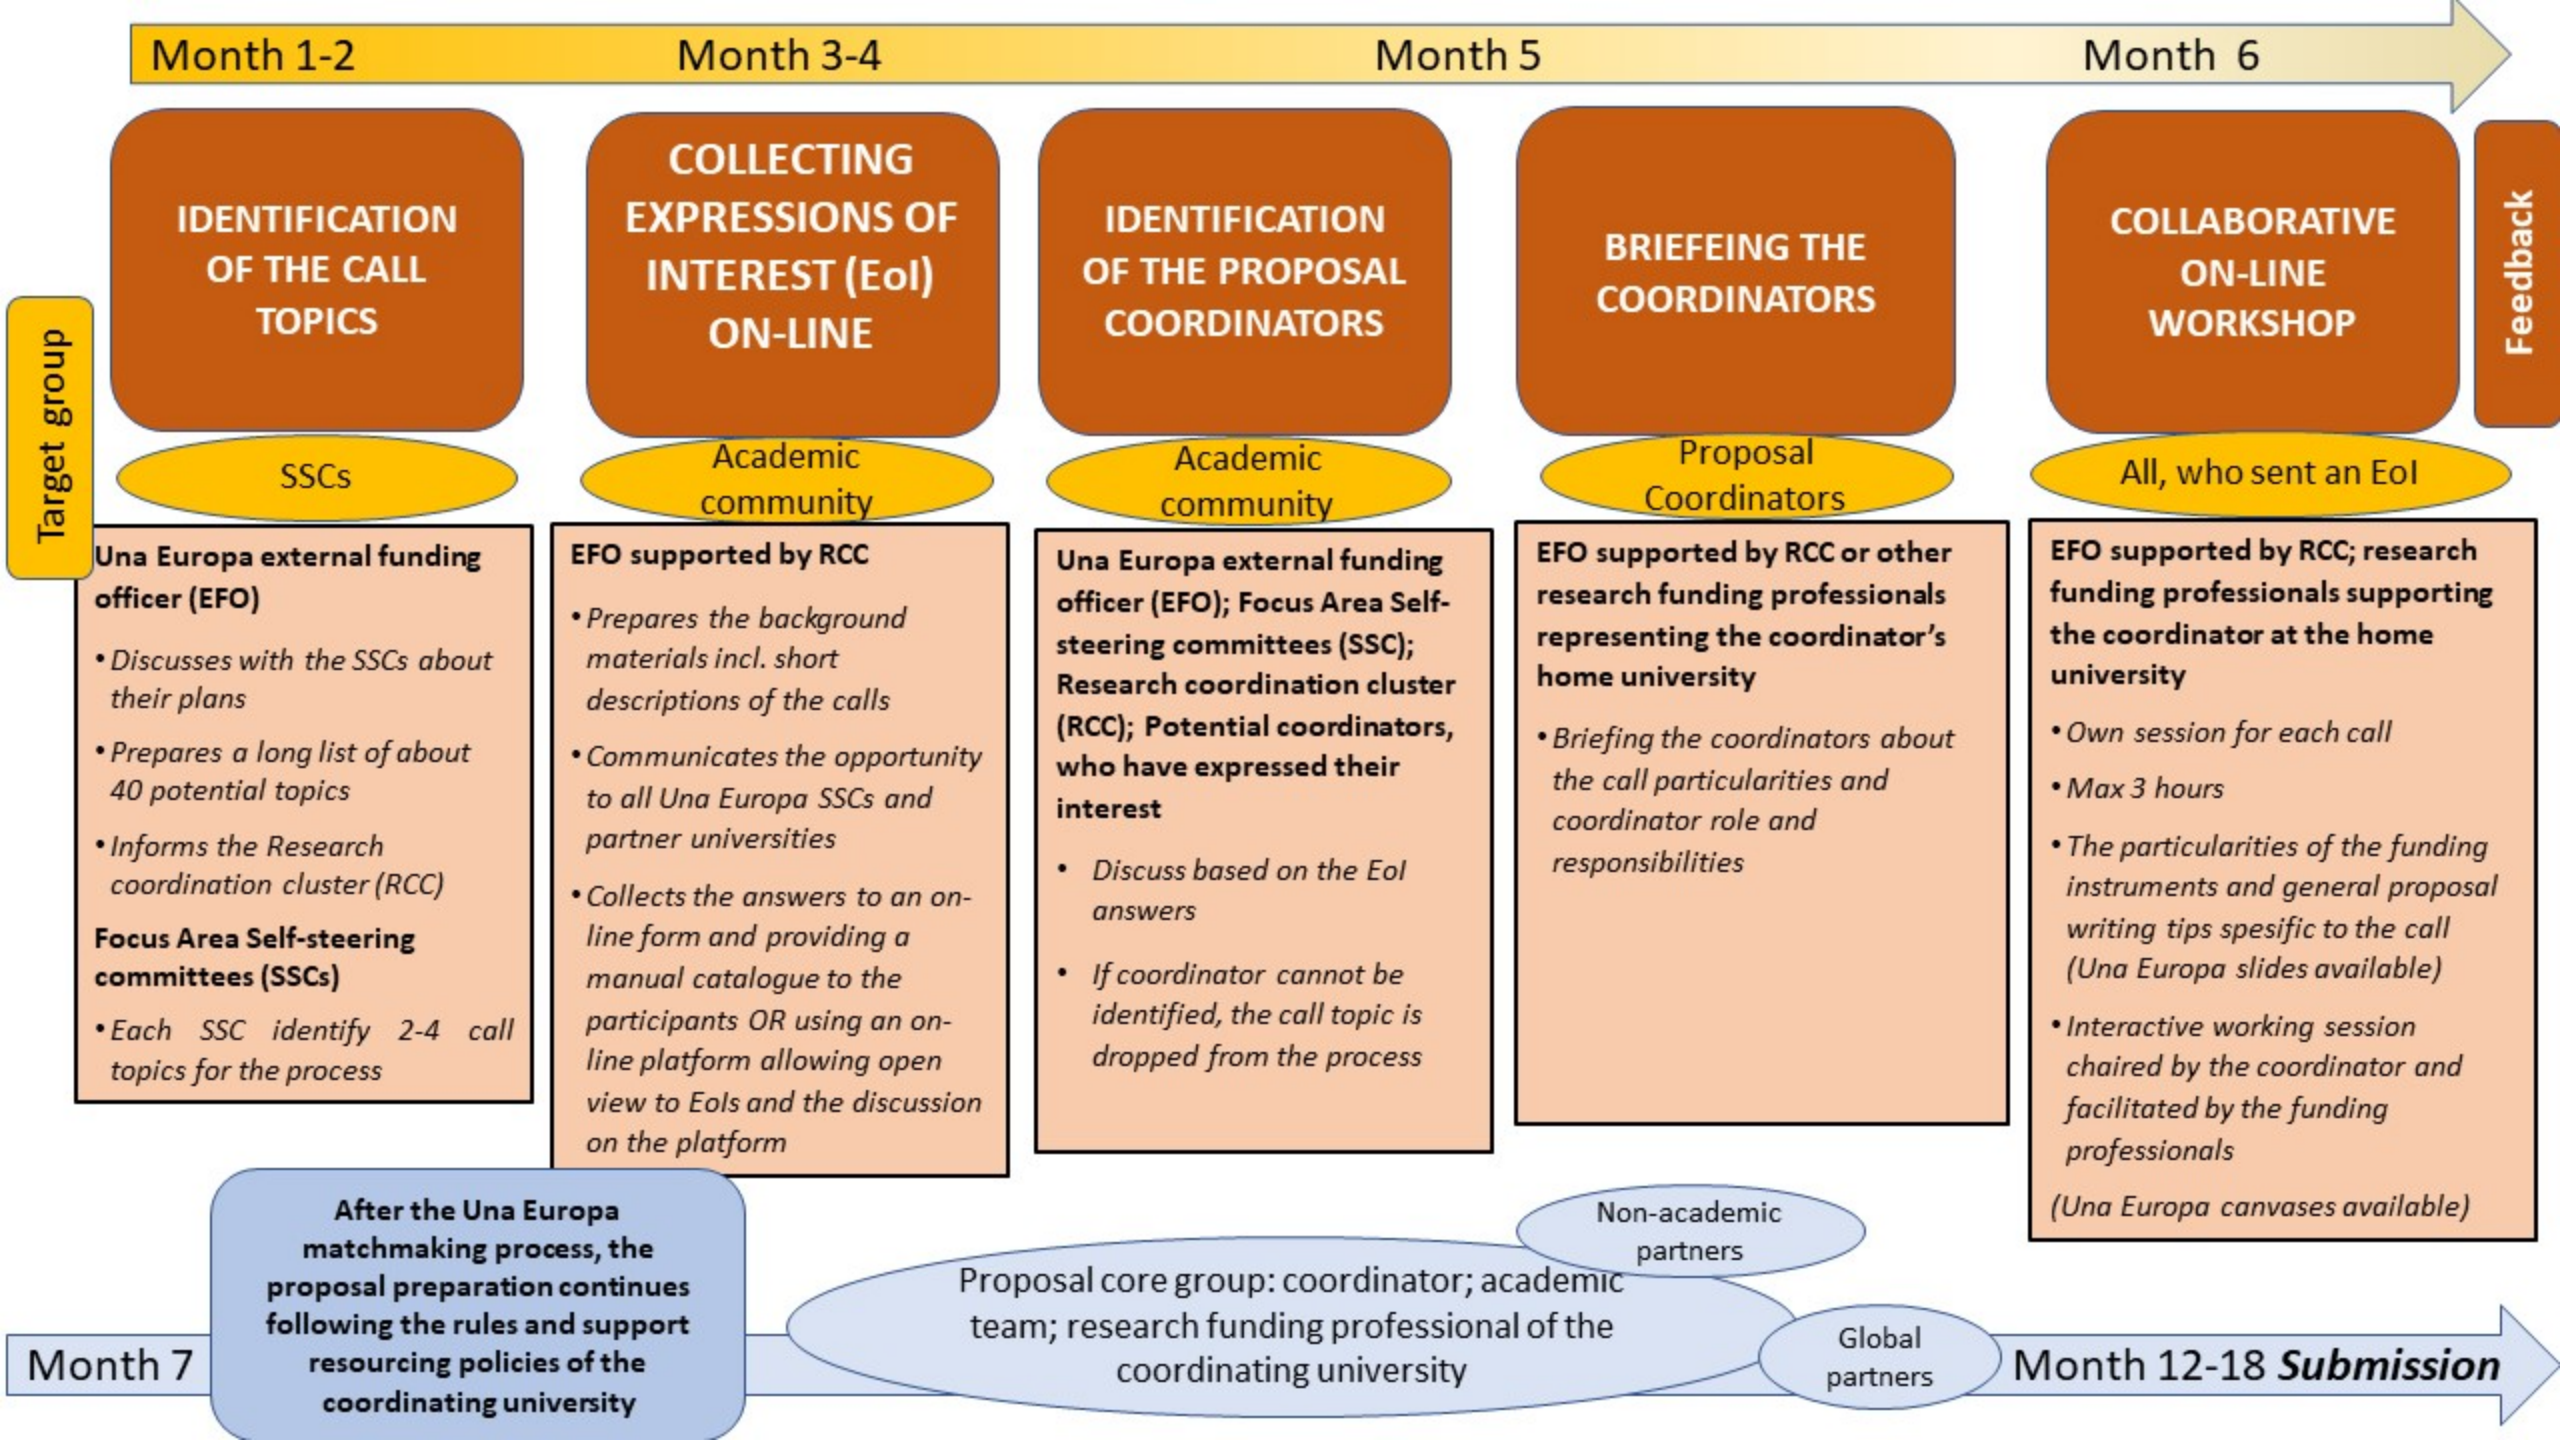 Month 1-2
Month 3-4
Month 5
Month 6
IDENTIFICATION
OF THE CALL
TOPICS
COLLECTING
EXPRESSIONS OF
INTEREST (EoI)
ON-LINE
IDENTIFICATION
OF THE PROPOSAL
COORDINATORS
BRIEFEING THE
COORDINATORS
COLLABORATIVE
ON-LINE
WORKSHOP
Feedback
Target group
SSCs
Academic
community
Academic
community
Proposal
Coordinators
All, who sent an EoI
Una Europa external funding
officer (EFO)
• Discusses with the SSCs about
their plans
• Prepares a long list of about
40 potential topics
• Informs the Research
coordination cluster (RCC)
Focus Area Self-steering
committees (SSCs)
• Each SSC identify 2-4 call
topics for the process
EFO supported by RCC
• Prepares the background
materials incl. short
descriptions of the calls
• Communicates the opportunity
to all Una Europa SSCs and
partner universities
• Collects the answers to an on-
line form and providing a
manual catalogue to the
participants OR using an on-
line platform allowing open
view to EoIs and the discussion
on the platform
Una Europa external funding
officer (EFO); Focus Area Self-
steering committees (SSC);
Research coordination cluster
(RCC); Potential coordinators,
who have expressed their
interest
• Discuss based on the EoI
answers
• If coordinator cannot be
identified, the call topic is
dropped from the process
EFO supported by RCC or other
research funding professionals
representing the coordinator’s
home university
• Briefing the coordinators about
the call particularities and
coordinator role and
responsibilities
EFO supported by RCC; research
funding professionals supporting
the coordinator at the home
university
• Own session for each call
• Max 3 hours
• The particularities of the funding
instruments and general proposal
writing tips spesific to the call
(Una Europa slides available)
• Interactive working session
chaired by the coordinator and
facilitated by the funding
professionals
(Una Europa canvases available)
Month 7
After the Una Europa
matchmaking process, the
proposal preparation continues
following the rules and support
resourcing policies of the
coordinating university
Proposal core group: coordinator; academic
team; research funding professional of the
coordinating university
Non-academic
partners
Global
partners
Month 12-18 Submission